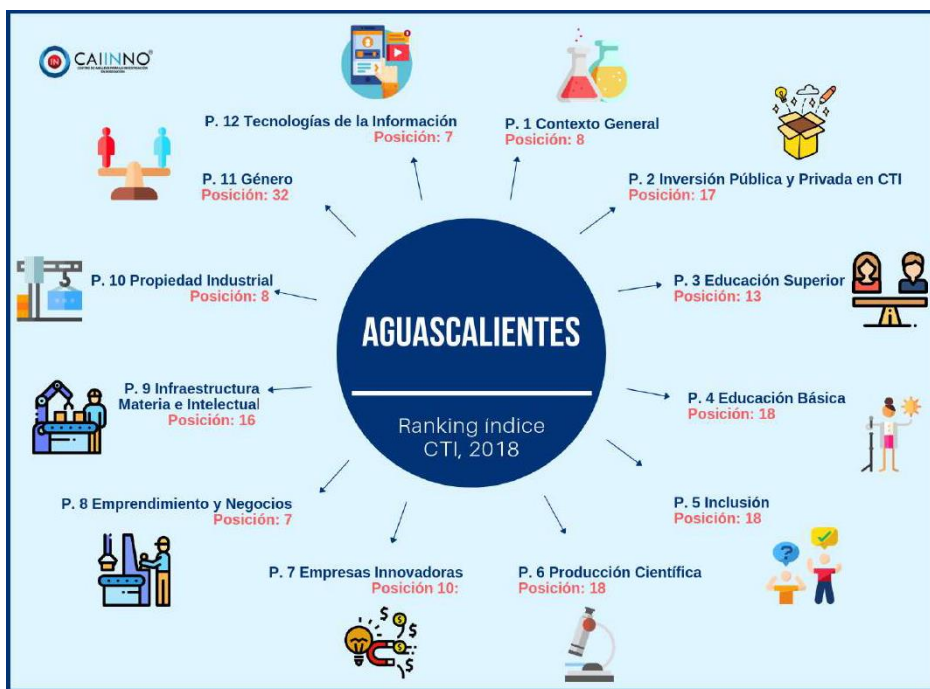 CAIINNO®
P. 12 Tecnologías de la Información
Posición: 7
P. 1 Contexto General
Posición: 8
P. 2 Inversión Pública y Privada en CTI
Posición: 17
P. 3 Educación Superior
Posición: 13
P. 4 Educación Básica
Posición: 18
P. 5 Inclusión
Posición: 18
P. 6 Producción Científica
Posición: 18
P. 7 Empresas Innovadoras
Posición 10:
P. 8 Emprendimiento y Negocios
Posición: 7
P. 9 Infraestructura
Materia e Intelectual
Posición: 16
P. 10 Propiedad Industrial
Posición: 8
P. 11 Género
Posición: 32
AGUASCALIENTES
Ranking índice
CTI, 2018